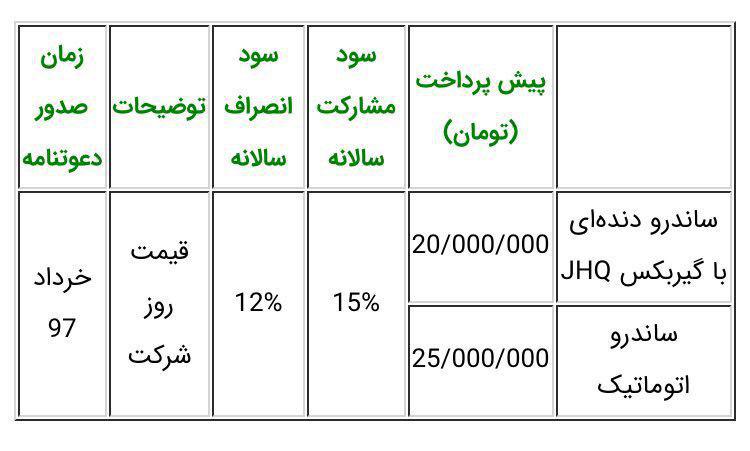 پیش پرداخت
(تومان)
سود
مشارکت
سالانه
سود
انصراف
سالانه
توضیحات
زمان
صدور
دعوتنامه
ساندرو دنده‌ای
با گیربکس JHQ
20/000/000
15%
12%
قیمت
روز
شرکت
خرداد
97
ساندرو
اتوماتیک
25/000/000